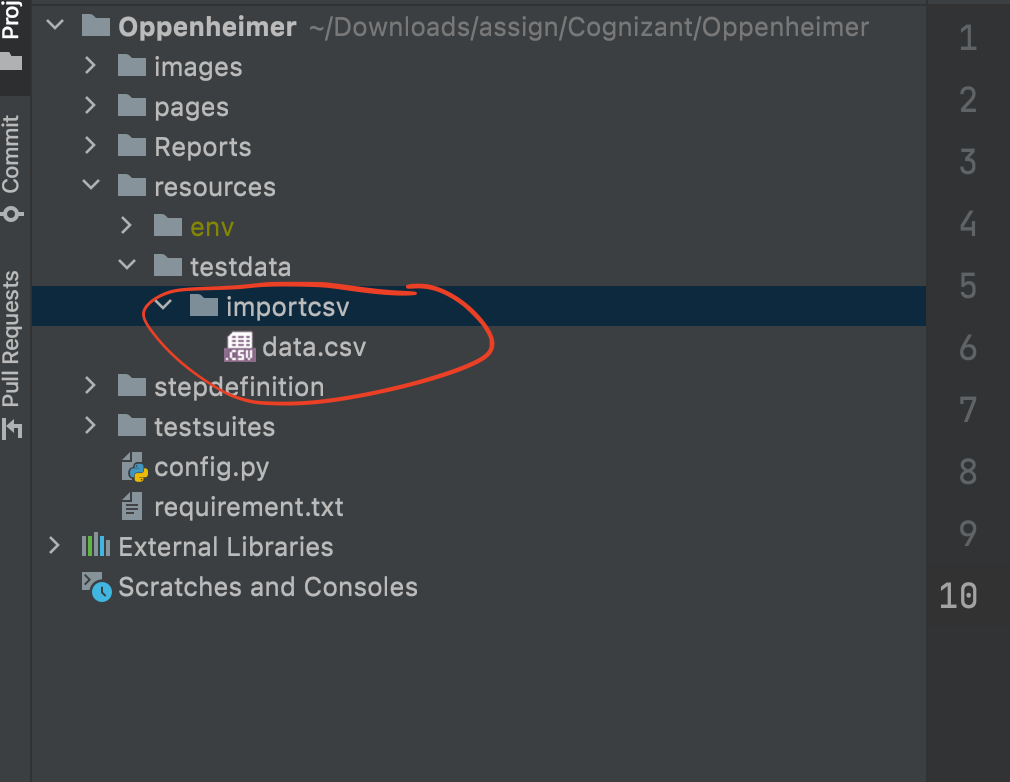 Proj
Commit
Pull Requests
Oppenheimer ~/Downloads/assign/Cognizant/Oppenheimer
images
pages
Reports
resources
env
testdata
importcsv
.CSV data.csv
stepdefinition
testsuites
config.py
requirement.txt
External Libraries
Scratches and Consoles
1
2
3
4
5
6
7
8
9
10